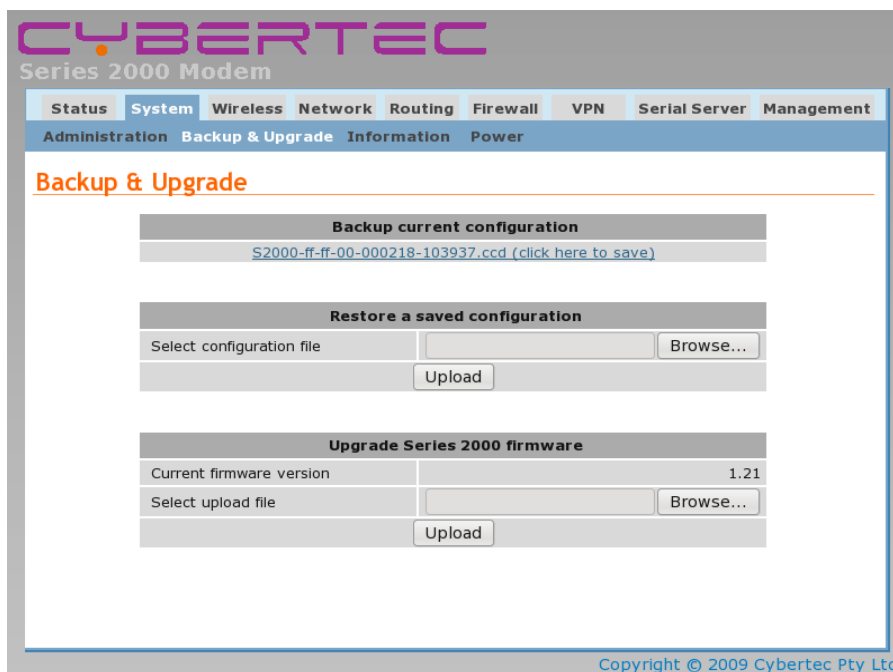 CYBERTEC
Series 2000 Modem
Status System Wireless Network Routing Firewall VPN Serial Server Management
Administration Backup & Upgrade Information Power
Backup & Upgrade
Backup current configuration
S2000-ff-ff-00-000218-103937.ccd (click here to save)
Restore a saved configuration
Select configuration file Browse...
Upload
Upgrade Series 2000 firmware
Current firmware version 1.21
Select upload file Browse...
Upload
Copyright © 2009 Cybertec Pty Ltd